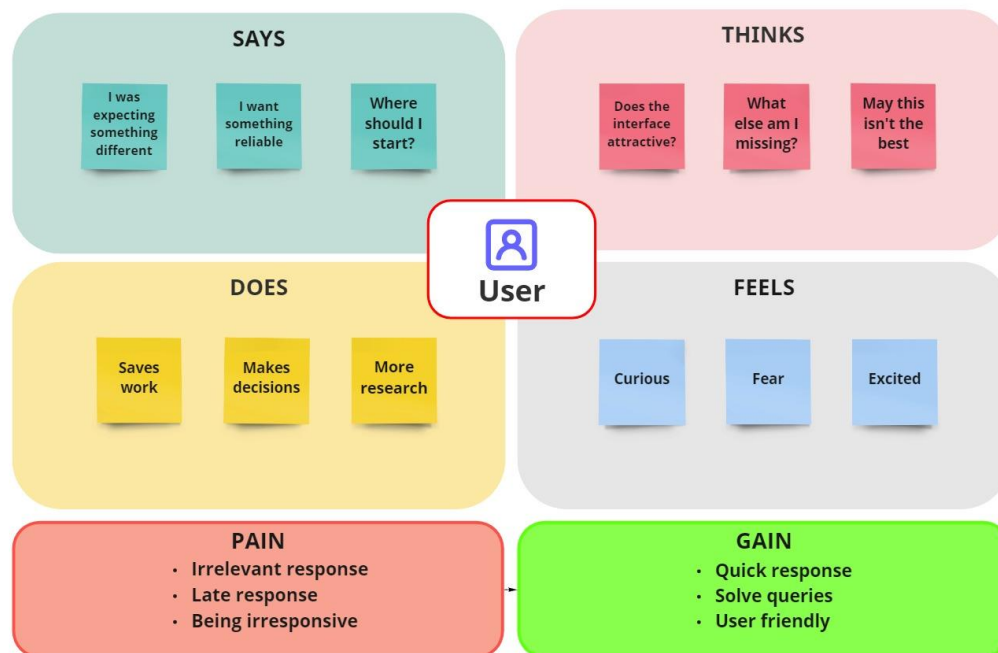 SAYS
I was
expecting
something
different
I want
something
reliable
Where
should I
start?
THINKS
Does the
interface
attractive?
What
else am I
missing?
May this
isn't the
best
User
DOES
Saves
work
Makes
decisions
More
research
FEELS
Curious
Fear
Excited
PAIN
• Irrelevant response
• Late response
• Being irresponsive
GAIN
• Quick response
• Solve queries
• User friendly